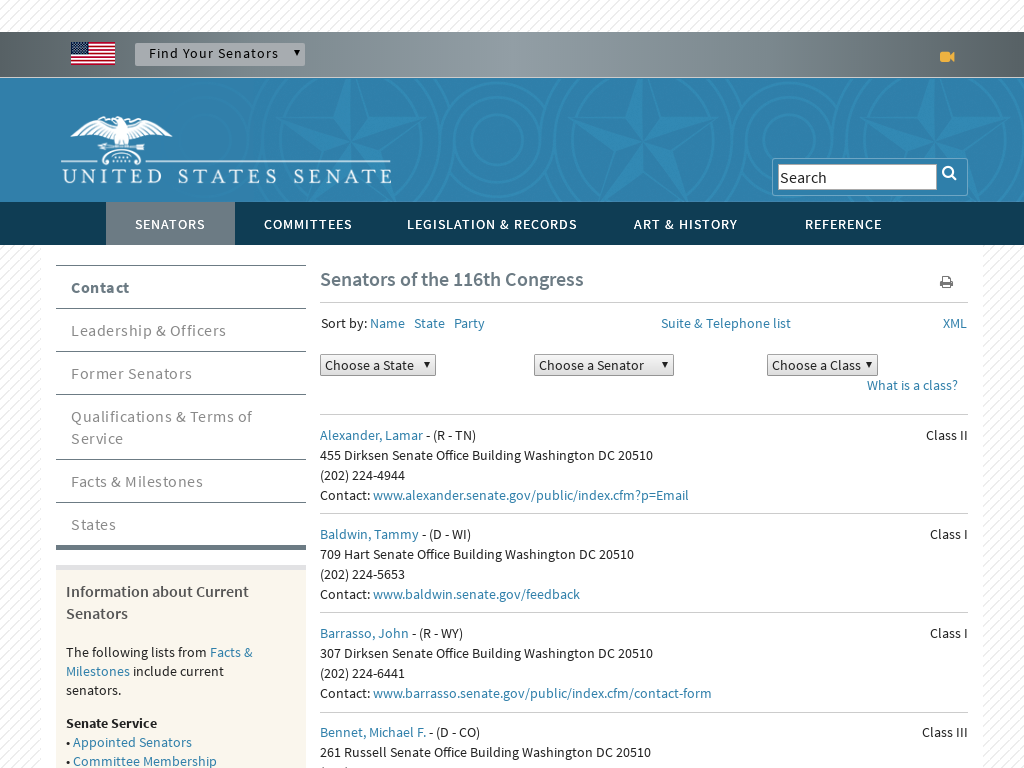 Find Your Senators
UNITED STATES SENATE
Search
SENATORS
COMMITTEES
LEGISLATION & RECORDS
ART & HISTORY
REFERENCE
Contact
Leadership & Officers
Former Senators
Qualifications & Terms of
Service
Facts & Milestones
States
Information about Current
Senators
The following lists from Facts &
Milestones include current
senators.
Senate Service
• Appointed Senators
• Committee Membership
Senators of the 116th Congress
Sort by: Name State Party Suite & Telephone list XML
Choose a State Choose a Senator Choose a Class
What is a class?
Alexander, Lamar - (R - TN) Class II
455 Dirksen Senate Office Building Washington DC 20510
(202) 224-4944
Contact: www.alexander.senate.gov/public/index.cfm?p=Email
Baldwin, Tammy - (D - WI) Class I
709 Hart Senate Office Building Washington DC 20510
(202) 224-5653
Contact: www.baldwin.senate.gov/feedback
Barrasso, John - (R - WY) Class I
307 Dirksen Senate Office Building Washington DC 20510
(202) 224-6441
Contact: www.barrasso.senate.gov/public/index.cfm/contact-form
Bennet, Michael F. - (D - CO) Class III
261 Russell Senate Office Building Washington DC 20510